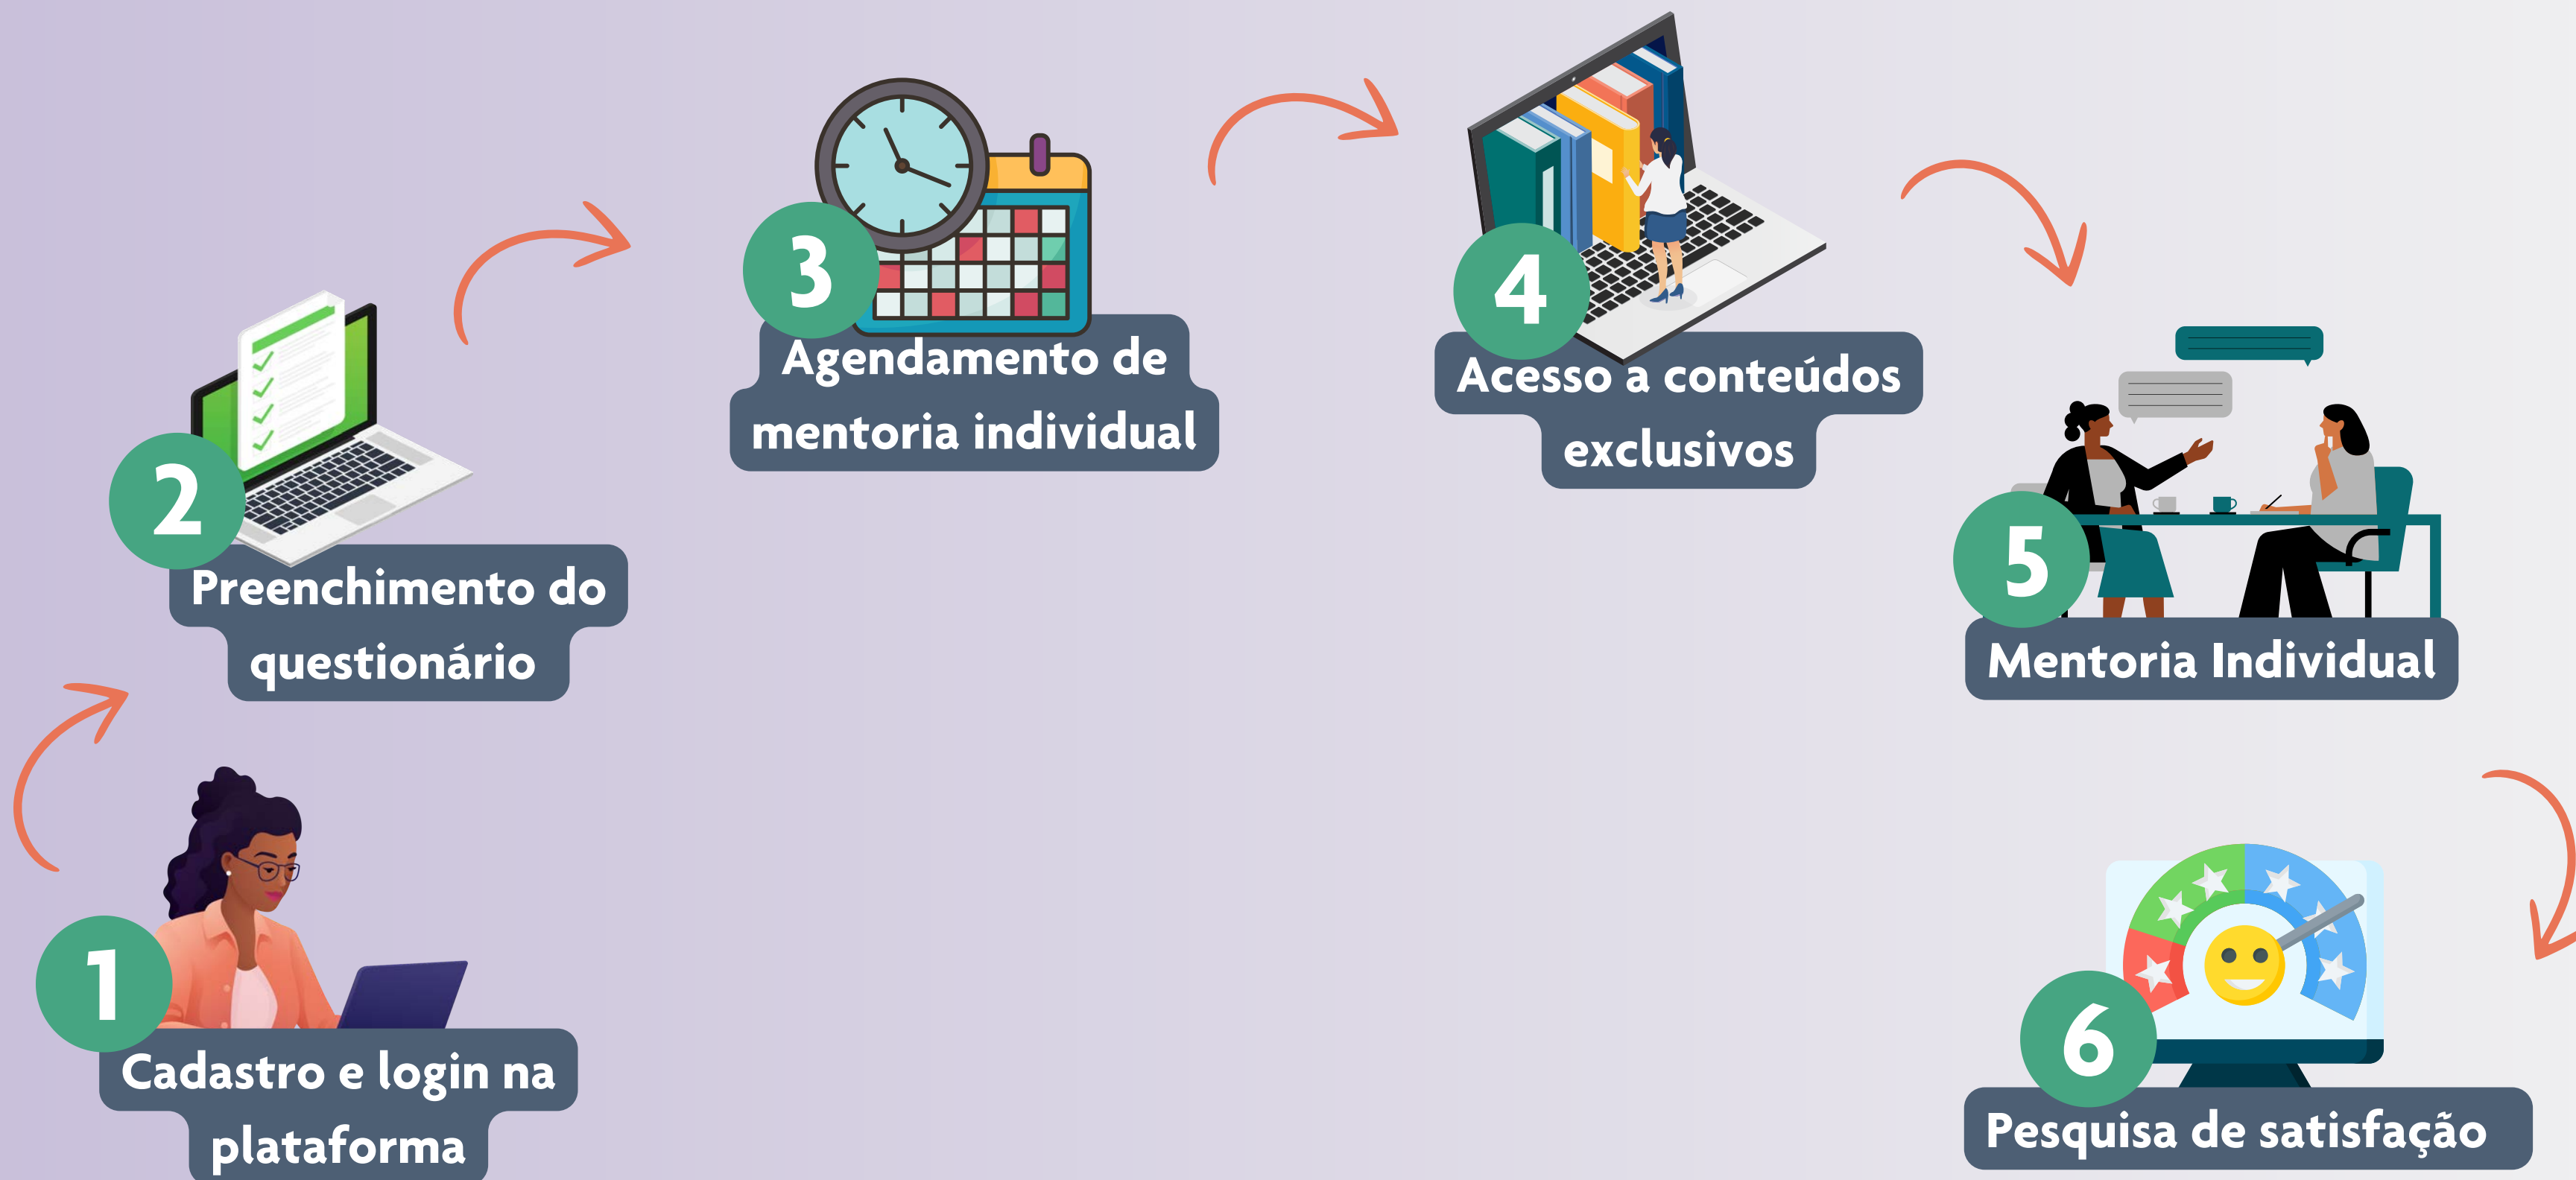 1
Cadastro e login na
plataforma
2
Preenchimento do
questionário
3
Agendamento de
mentoria individual
4
Acesso a conteúdos
exclusivos
5
Mentoria Individual
6
Pesquisa de satisfação